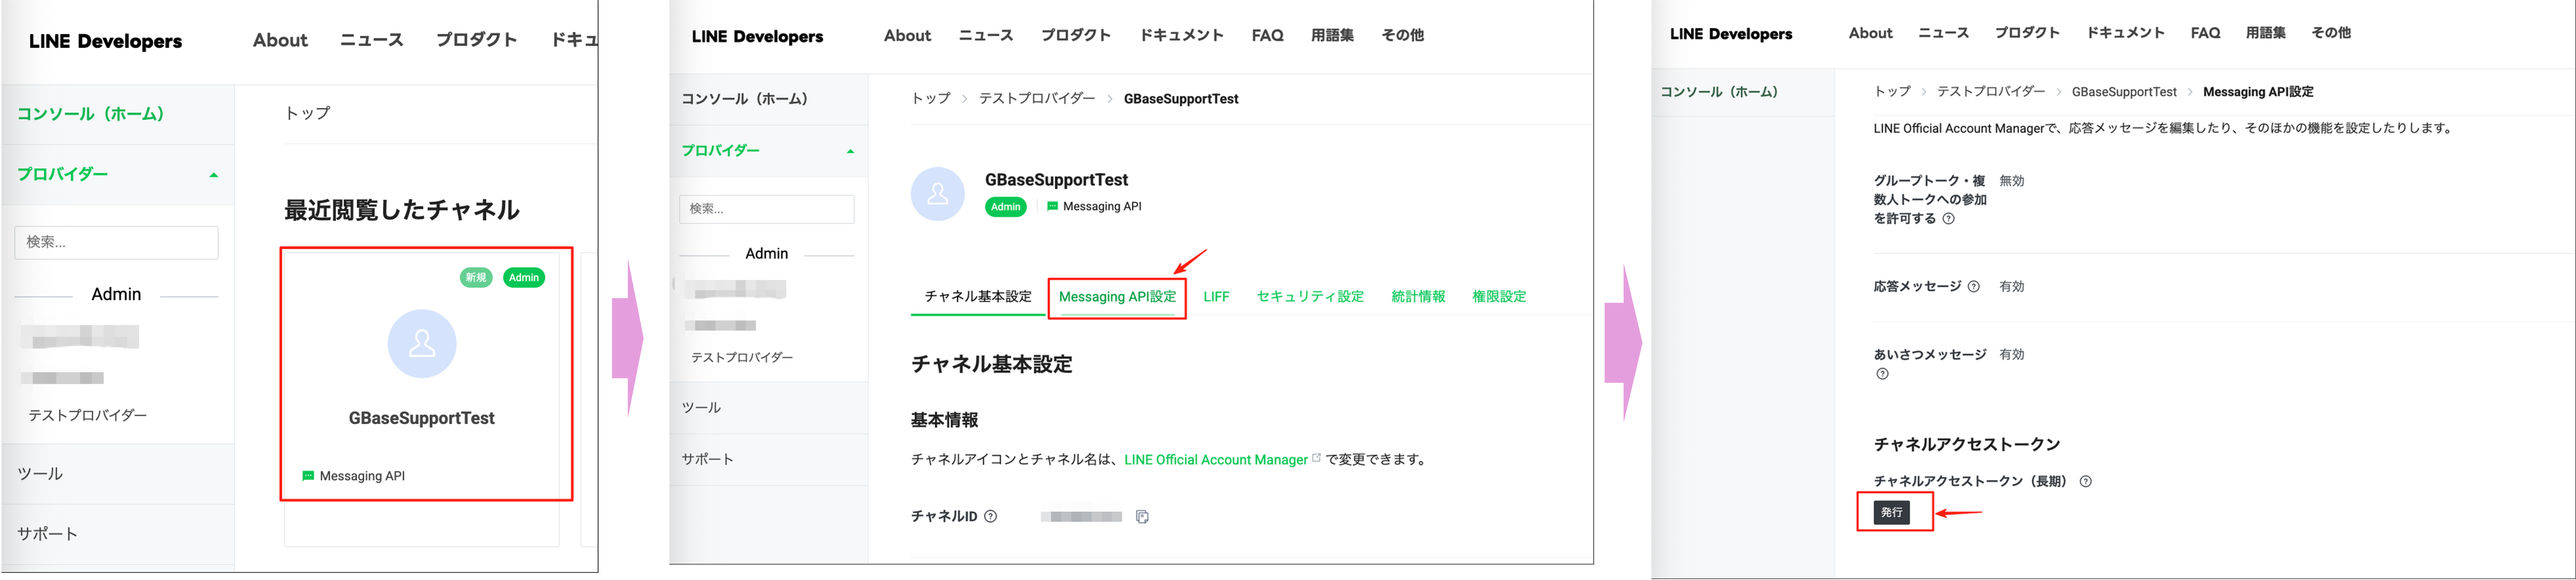 LINE Developers
About ニュース プロダクト ドキュ
コンソール（ホーム）
プロバイダー
検索...
Admin
テストプロバイダー
ツール
サポート
トップ
最近閲覧したチャネル
新規 Admin
GBaseSupportTest
Messaging API
LINE Developers
About ニュース プロダクト ドキュメント FAQ 用語集 その他
コンソール（ホーム）
プロバイダー
検索...
Admin
テストプロバイダー
ツール
サポート
トップ > テストプロバイダー > GBaseSupportTest
GBaseSupportTest
Admin Messaging API
チャネル基本設定 Messaging API設定 LIFF セキュリティ設定 統計情報 権限設定
チャネル基本設定
基本情報
チャネルアイコンとチャネル名は、LINE Official Account Manager で変更できます。
チャネルID
LINE Developers
About ニュース プロダクト ドキュメント FAQ 用語集 その他
コンソール（ホーム）
トップ > テストプロバイダー > GBaseSupportTest > Messaging API設定
LINE Official Account Managerで、応答メッセージを編集したり、そのほかの機能を設定したりします。
グループトーク・複 無効
数人トークへの参加
を許可する
応答メッセージ 有効
あいさつメッセージ 有効
チャネルアクセストークン
チャネルアクセストークン（長期）
発行